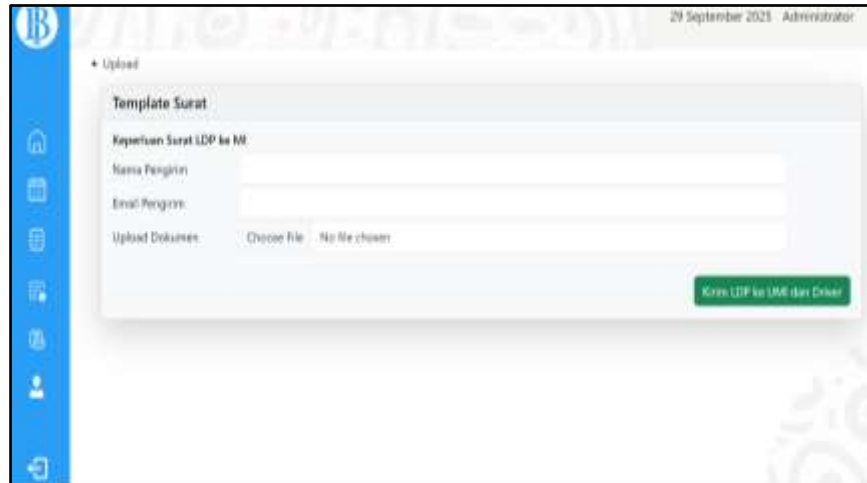 29 September 2025 Administrator
Upload
Template Surat
Keperluan Surat LDP ke MI
Nama Pengirim
Email Pengirim
Upload Dokumen Choose File No file chosen
Kirim LDP ke UMI dan Driver